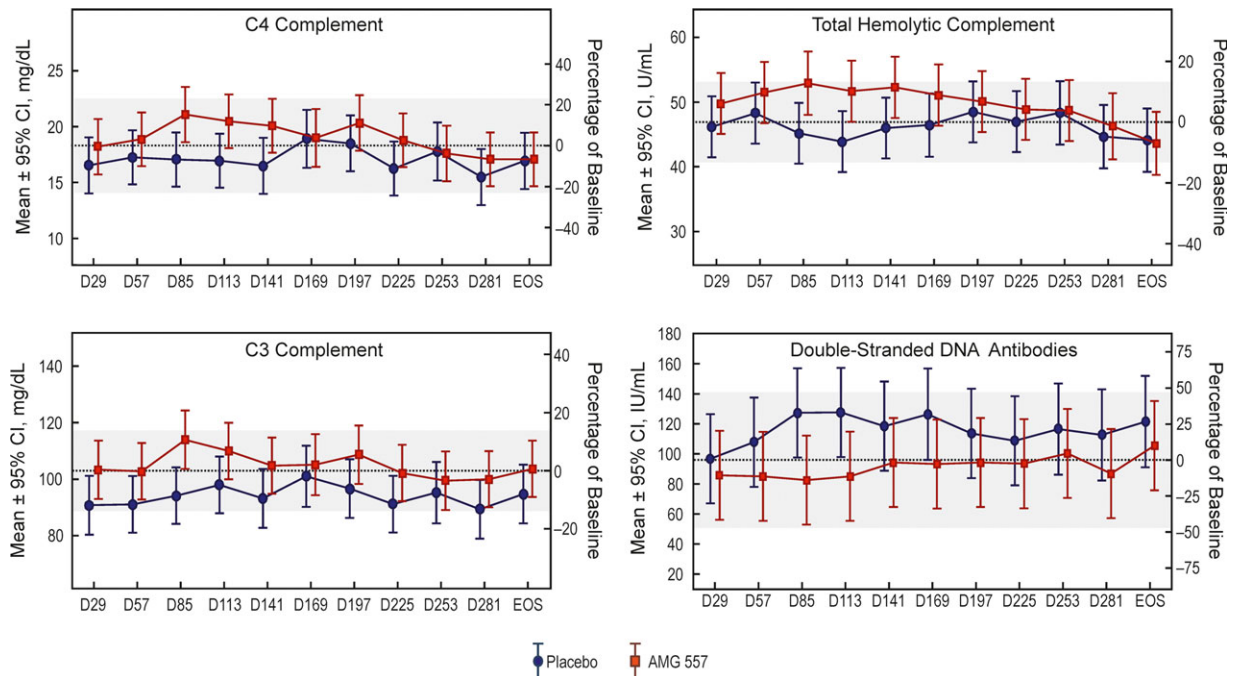 C4 Complement
Mean ± 95% CI, mg/dL
25
20
15
10
40
20
0
–20
–40
Percentage of Baseline
D29 D57 D85 D113 D141 D169 D197 D225 D253 D281 EOS
Total Hemolytic Complement
Mean ± 95% CI, U/mL
60
50
40
30
20
0
–20
–40
Percentage of Baseline
D29 D57 D85 D113 D141 D169 D197 D225 D253 D281 EOS
C3 Complement
Mean ± 95% CI, mg/dL
140
120
100
80
40
20
0
–20
Percentage of Baseline
D29 D57 D85 D113 D141 D169 D197 D225 D253 D281 EOS
Double-Stranded DNA Antibodies
Mean ± 95% CI, IU/mL
180
160
140
120
100
80
60
40
20
75
50
25
0
–25
–50
–75
Percentage of Baseline
D29 D57 D85 D113 D141 D169 D197 D225 D253 D281 EOS
Placebo AMG 557